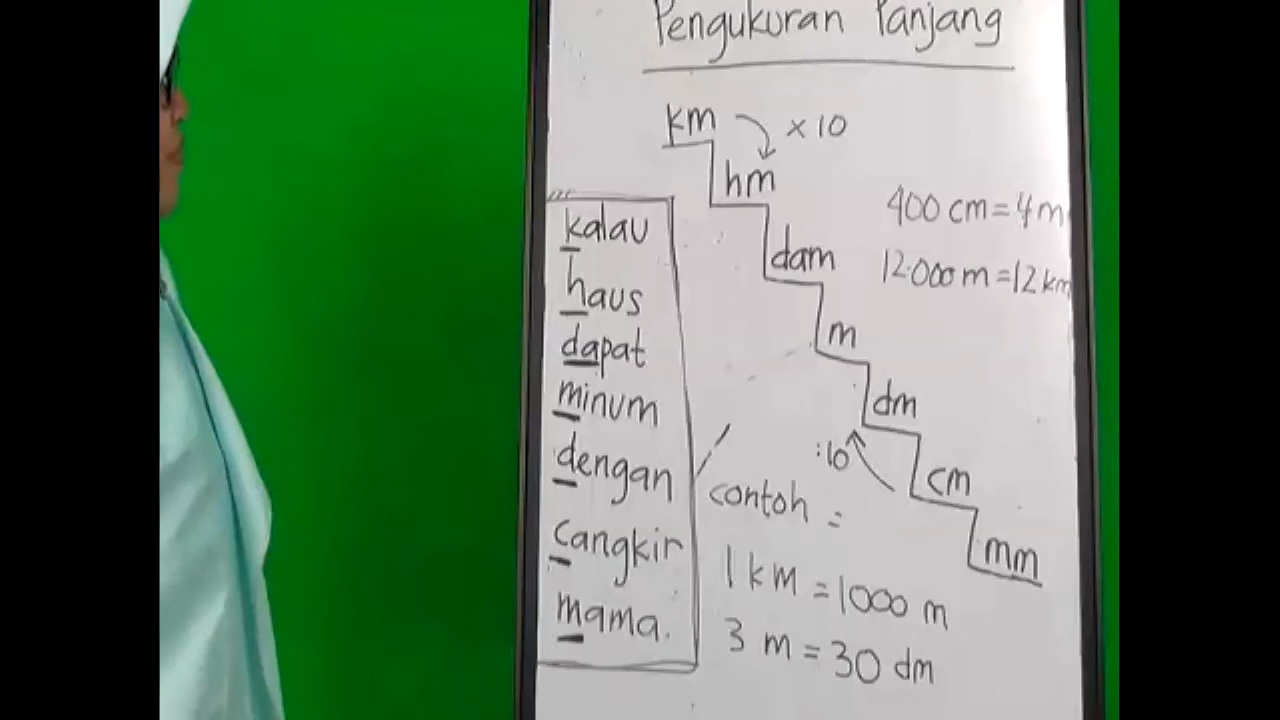 Pengukuran Panjang
km
x 10
hm
dam
m
dm
:10
cm
mm
400 cm = 4 m
12.000 m = 12 km
kalau
haus
dapat
minum
dengan
cangkir
mama.
contoh =
1 km = 1000 m
3 m = 30 dm